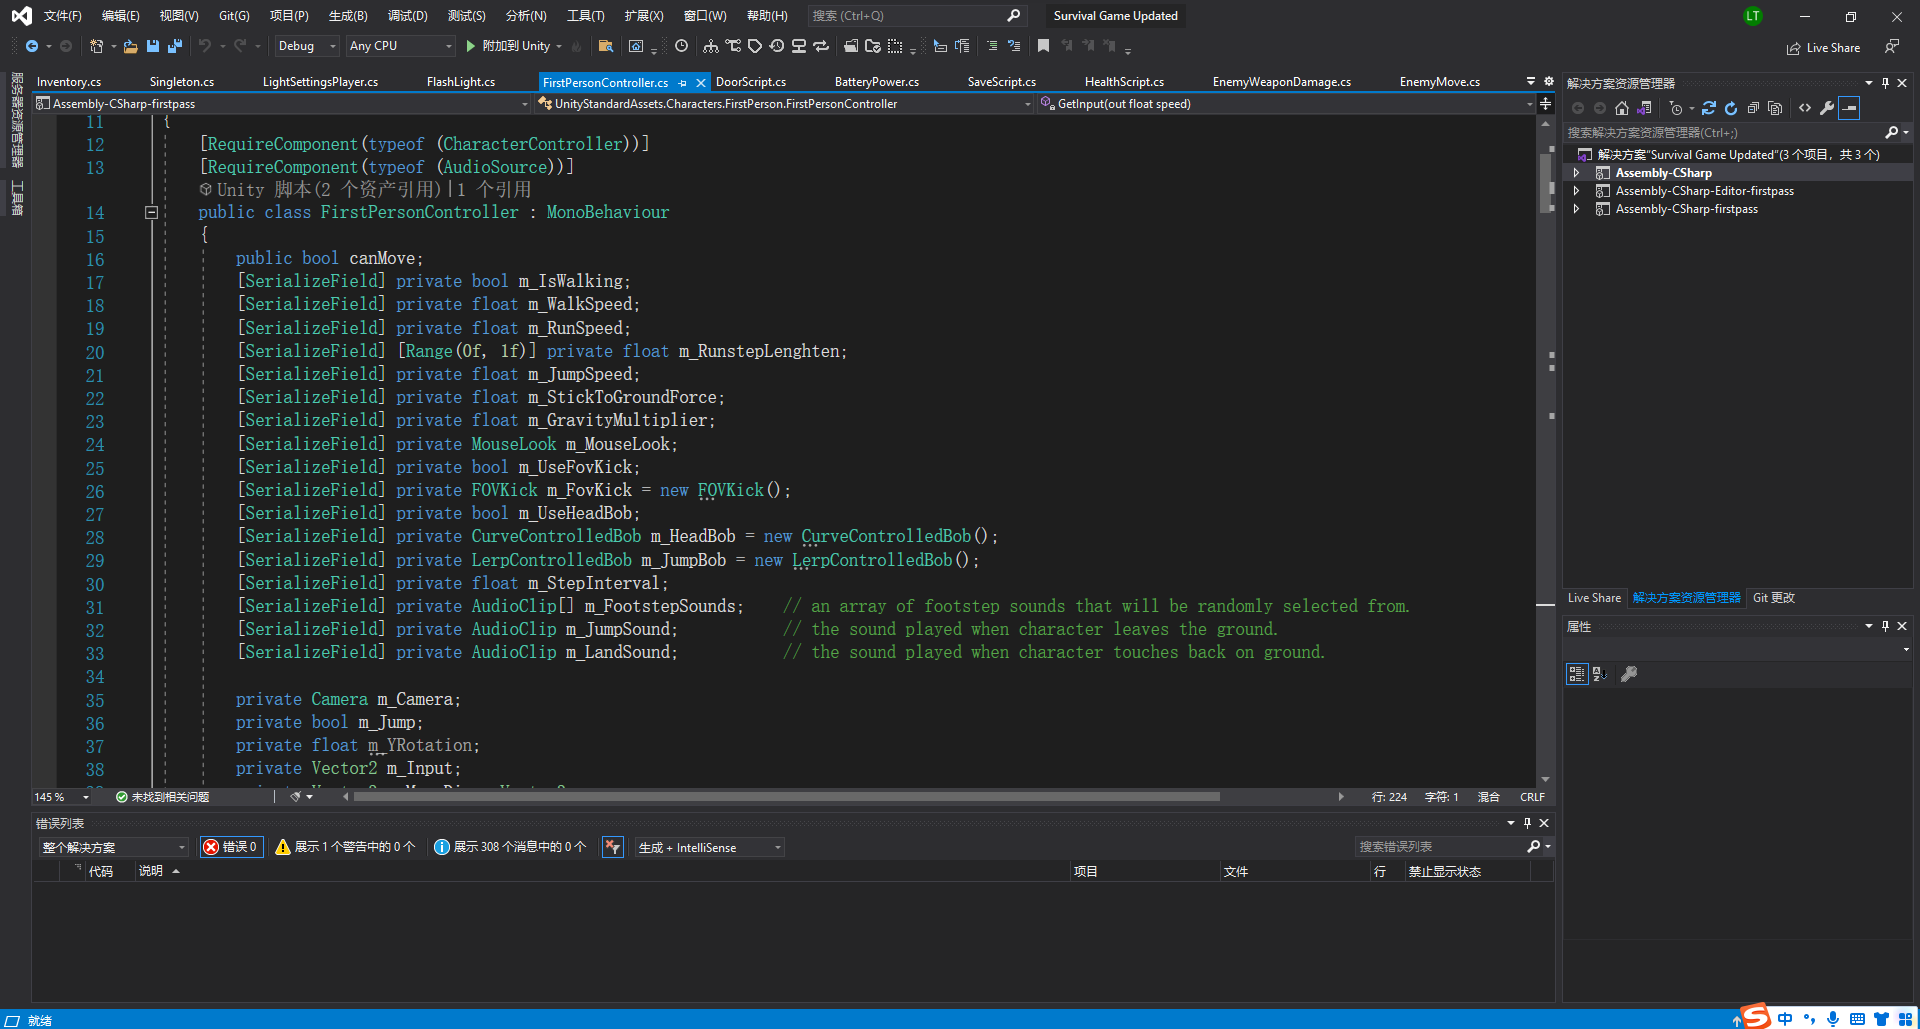 文件(F) 编辑(E) 视图(V) Git(G) 项目(P) 生成(B) 调试(D) 测试(S) 分析(N) 工具(T) 扩展(X) 窗口(W) 帮助(H) 搜索 (Ctrl+Q) Survival Game Updated LT
Debug Any CPU 附加到 Unity Live Share
服务器资源管理器
工具箱
Inventory.cs Singleton.cs LightSettingsPlayer.cs FlashLight.cs FirstPersonController.cs DoorScript.cs BatteryPower.cs SaveScript.cs HealthScript.cs EnemyWeaponDamage.cs EnemyMove.cs
Assembly-CSharp-firstpass UnityStandardAssets.Characters.FirstPerson.FirstPersonController GetInput(out float speed)
11 {
12 [RequireComponent(typeof (CharacterController))]
13 [RequireComponent(typeof (AudioSource))]
Unity 脚本(2 个资产引用)|1 个引用
14 public class FirstPersonController : MonoBehaviour
15 {
16 public bool canMove;
17 [SerializeField] private bool m_IsWalking;
18 [SerializeField] private float m_WalkSpeed;
19 [SerializeField] private float m_RunSpeed;
20 [SerializeField] [Range(0f, 1f)] private float m_RunstepLenghten;
21 [SerializeField] private float m_JumpSpeed;
22 [SerializeField] private float m_StickToGroundForce;
23 [SerializeField] private float m_GravityMultiplier;
24 [SerializeField] private MouseLook m_MouseLook;
25 [SerializeField] private bool m_UseFovKick;
26 [SerializeField] private FOVKick m_FovKick = new FOVKick();
27 [SerializeField] private bool m_UseHeadBob;
28 [SerializeField] private CurveControlledBob m_HeadBob = new CurveControlledBob();
29 [SerializeField] private LerpControlledBob m_JumpBob = new LerpControlledBob();
30 [SerializeField] private float m_StepInterval;
31 [SerializeField] private AudioClip[] m_FootstepSounds; // an array of footstep sounds that will be randomly selected from.
32 [SerializeField] private AudioClip m_JumpSound; // the sound played when character leaves the ground.
33 [SerializeField] private AudioClip m_LandSound; // the sound played when character touches back on ground.
34
35 private Camera m_Camera;
36 private bool m_Jump;
37 private float m_YRotation;
38 private Vector2 m_Input;
145 % 未找到相关问题 行: 224 字符: 1 混合 CRLF
错误列表
整个解决方案 错误 0 展示 1 个警告中的 0 个 展示 308 个消息中的 0 个 生成 + IntelliSense 搜索错误列表
代码 说明 项目 文件 行 禁止显示状态
解决方案资源管理器
搜索解决方案资源管理器(Ctrl+;)
解决方案"Survival Game Updated"(3 个项目，共 3 个)
Assembly-CSharp
Assembly-CSharp-Editor-firstpass
Assembly-CSharp-firstpass
Live Share 解决方案资源管理器 Git 更改
属性
就绪
中